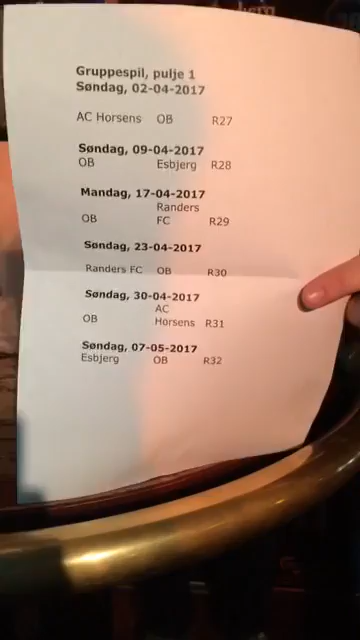 Gruppespil, pulje 1
Søndag, 02-04-2017
AC Horsens OB R27
Søndag, 09-04-2017
OB Esbjerg R28
Mandag, 17-04-2017
Randers
OB FC R29
Søndag, 23-04-2017
Randers FC OB R30
Søndag, 30-04-2017
AC
OB Horsens R31
Søndag, 07-05-2017
Esbjerg OB R32